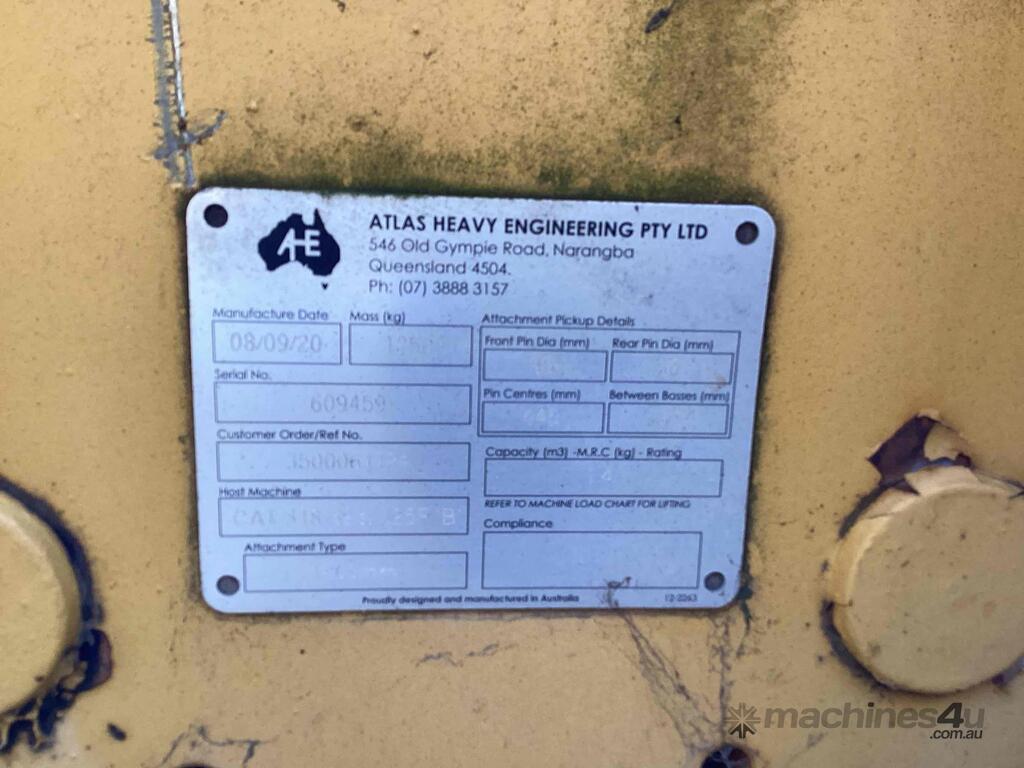 AHE
ATLAS HEAVY ENGINEERING PTY LTD
546 Old Gympie Road, Narangba
Queensland 4504.
Ph: (07) 3888 3157
Manufacture Date
08/09/20
Mass (kg)
Serial No.
609459
Customer Order/Ref No.
Host Machine
CAT
Attachment Type
Attachment Pickup Details
Front Pin Dia (mm)
Rear Pin Dia (mm)
Pin Centres (mm)
Between Bosses (mm)
Capacity (m3) -M.R.C (kg) - Rating
REFER TO MACHINE LOAD CHART FOR LIFTING
Compliance
Proudly designed and manufactured in Australia
12-2263
machines4u
.com.au